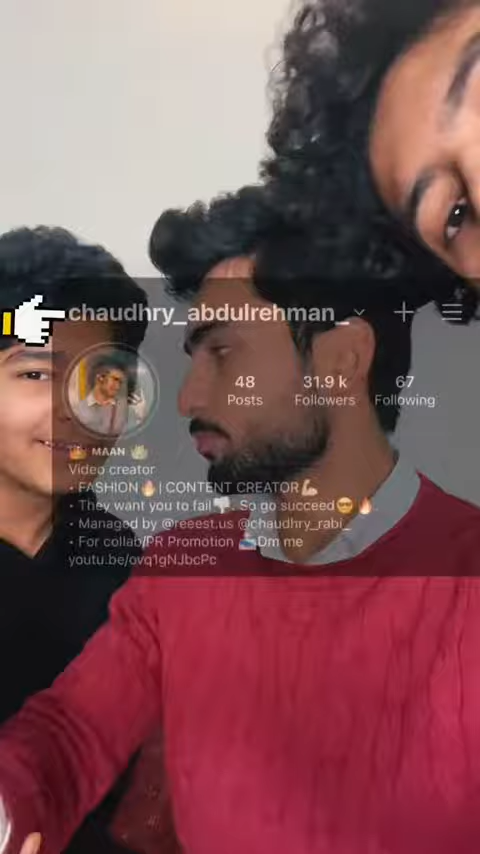 chaudhry_abdulrehman_
48 31.9 k 67
Posts Followers Following
MAAN
Video creator
• FASHION🔥 | CONTENT CREATOR💪
• They want you to fail👎. So go succeed😎🔥.
• Managed by @reeest.us @chaudhry_rabi_
• For collab/PR Promotion 🌊Dm me
youtu.be/ovq1gNJbcPc